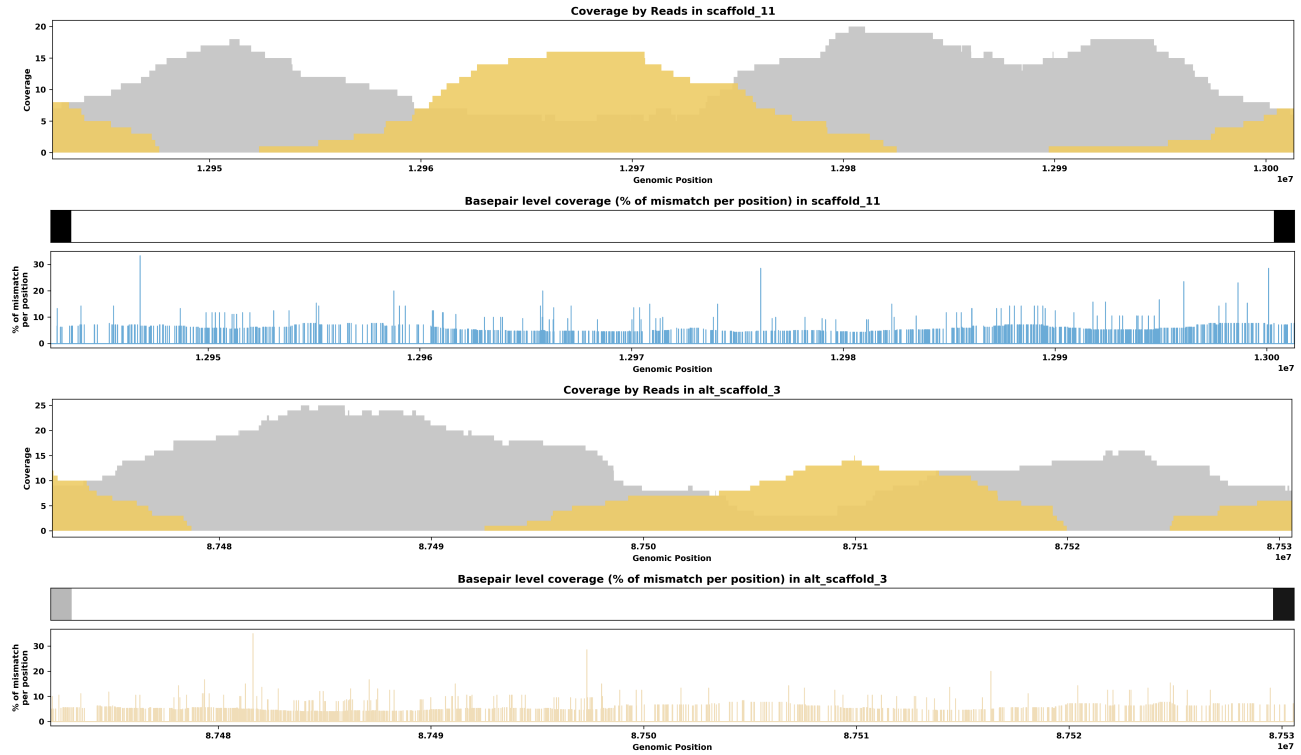 Coverage by Reads in scaffold_11
Coverage
20
15
10
5
0
1.295
1.296
1.297
1.298
1.299
1.300
1e7
Genomic Position
Basepair level coverage (% of mismatch per position) in scaffold_11
% of mismatch
per position
30
20
10
0
1.295
1.296
1.297
1.298
1.299
1.300
1e7
Genomic Position
Coverage by Reads in alt_scaffold_3
Coverage
25
20
15
10
5
0
8.748
8.749
8.750
8.751
8.752
8.753
1e7
Genomic Position
Basepair level coverage (% of mismatch per position) in alt_scaffold_3
% of mismatch
per position
30
20
10
0
8.748
8.749
8.750
8.751
8.752
8.753
1e7
Genomic Position